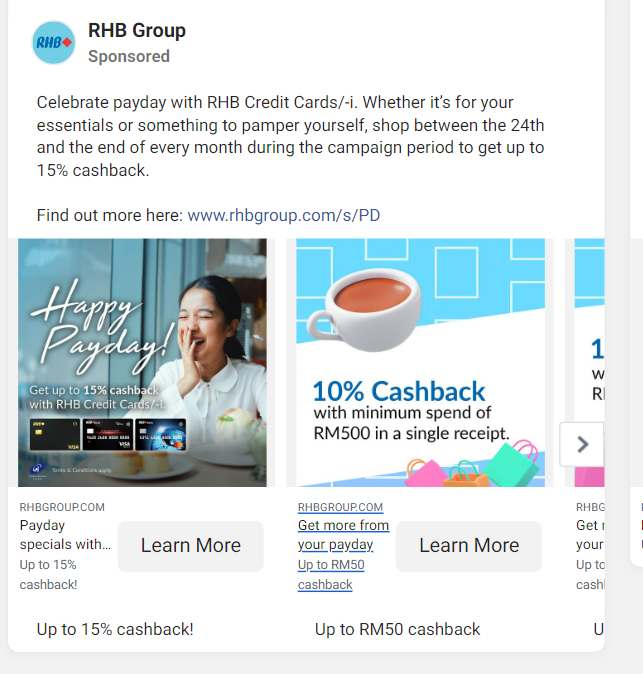 RHB
RHB Group
Sponsored
Celebrate payday with RHB Credit Cards/-i. Whether it's for your
essentials or something to pamper yourself, shop between the 24th
and the end of every month during the campaign period to get up to
15% cashback.
Find out more here: www.rhbgroup.com/s/PD
Happy
Payday!
Get up to 15% cashback
with RHB Credit Cards/-i.
VISA
VISA
Terms & Conditions apply.
10% Cashback
with minimum spend of
RM500 in a single receipt.
1
w
R
RHBGROUP.COM
Payday
specials with...
Up to 15%
cashback!
Learn More
RHBGROUP.COM
Get more from
your payday
Up to RM50
cashback
Learn More
RHBG
Get
your
Up to
cash
Up to 15% cashback!
Up to RM50 cashback
U